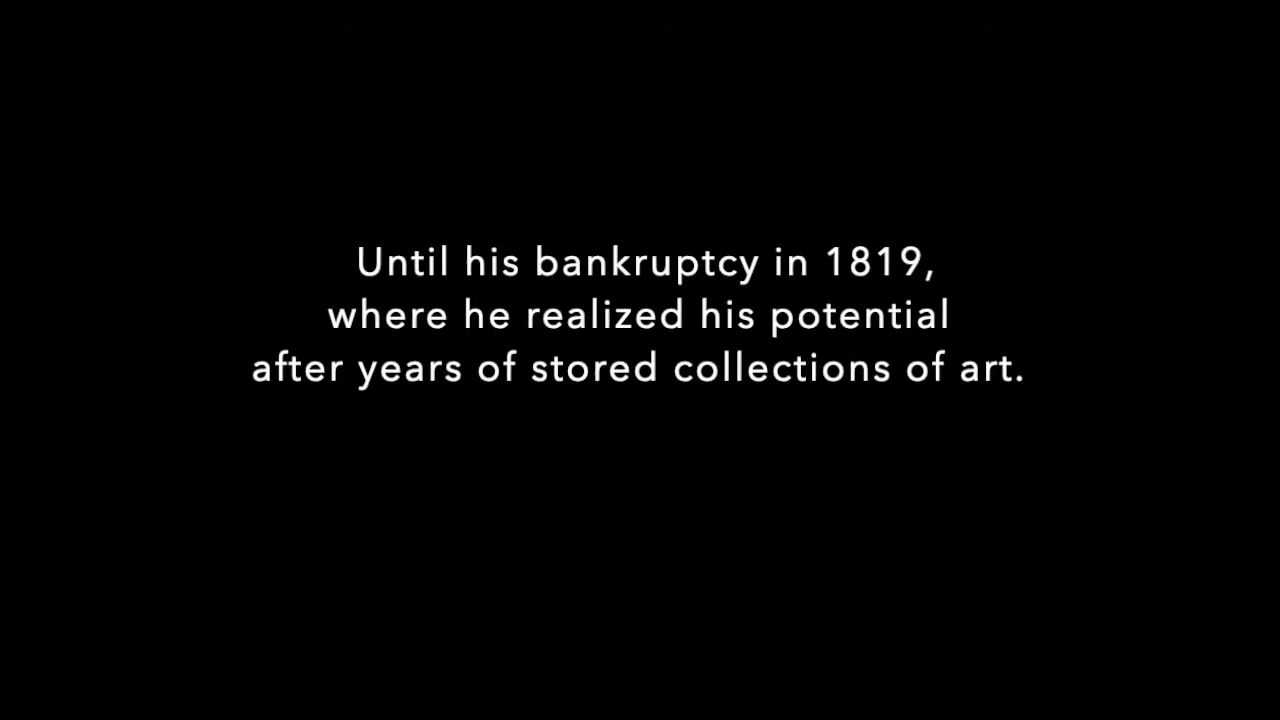 Until his bankruptcy in 1819,
where he realized his potential
after years of stored collections of art.